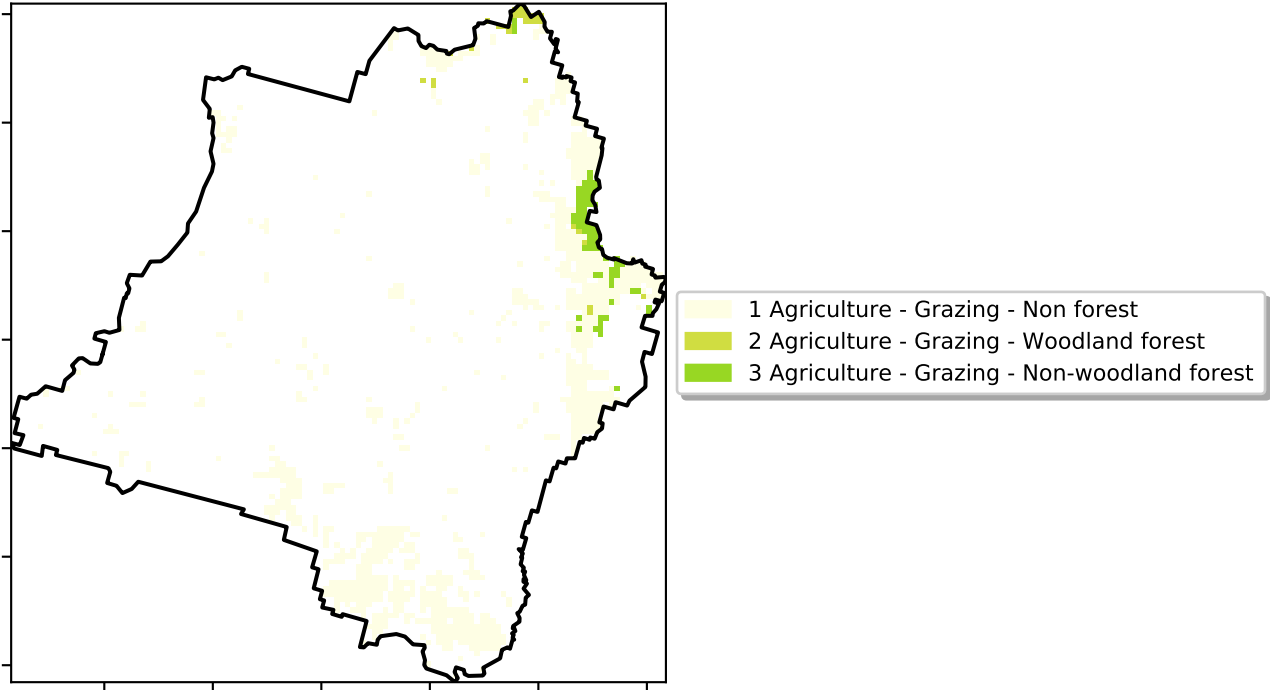 1 Agriculture - Grazing - Non forest
2 Agriculture - Grazing - Woodland forest
3 Agriculture - Grazing - Non-woodland forest